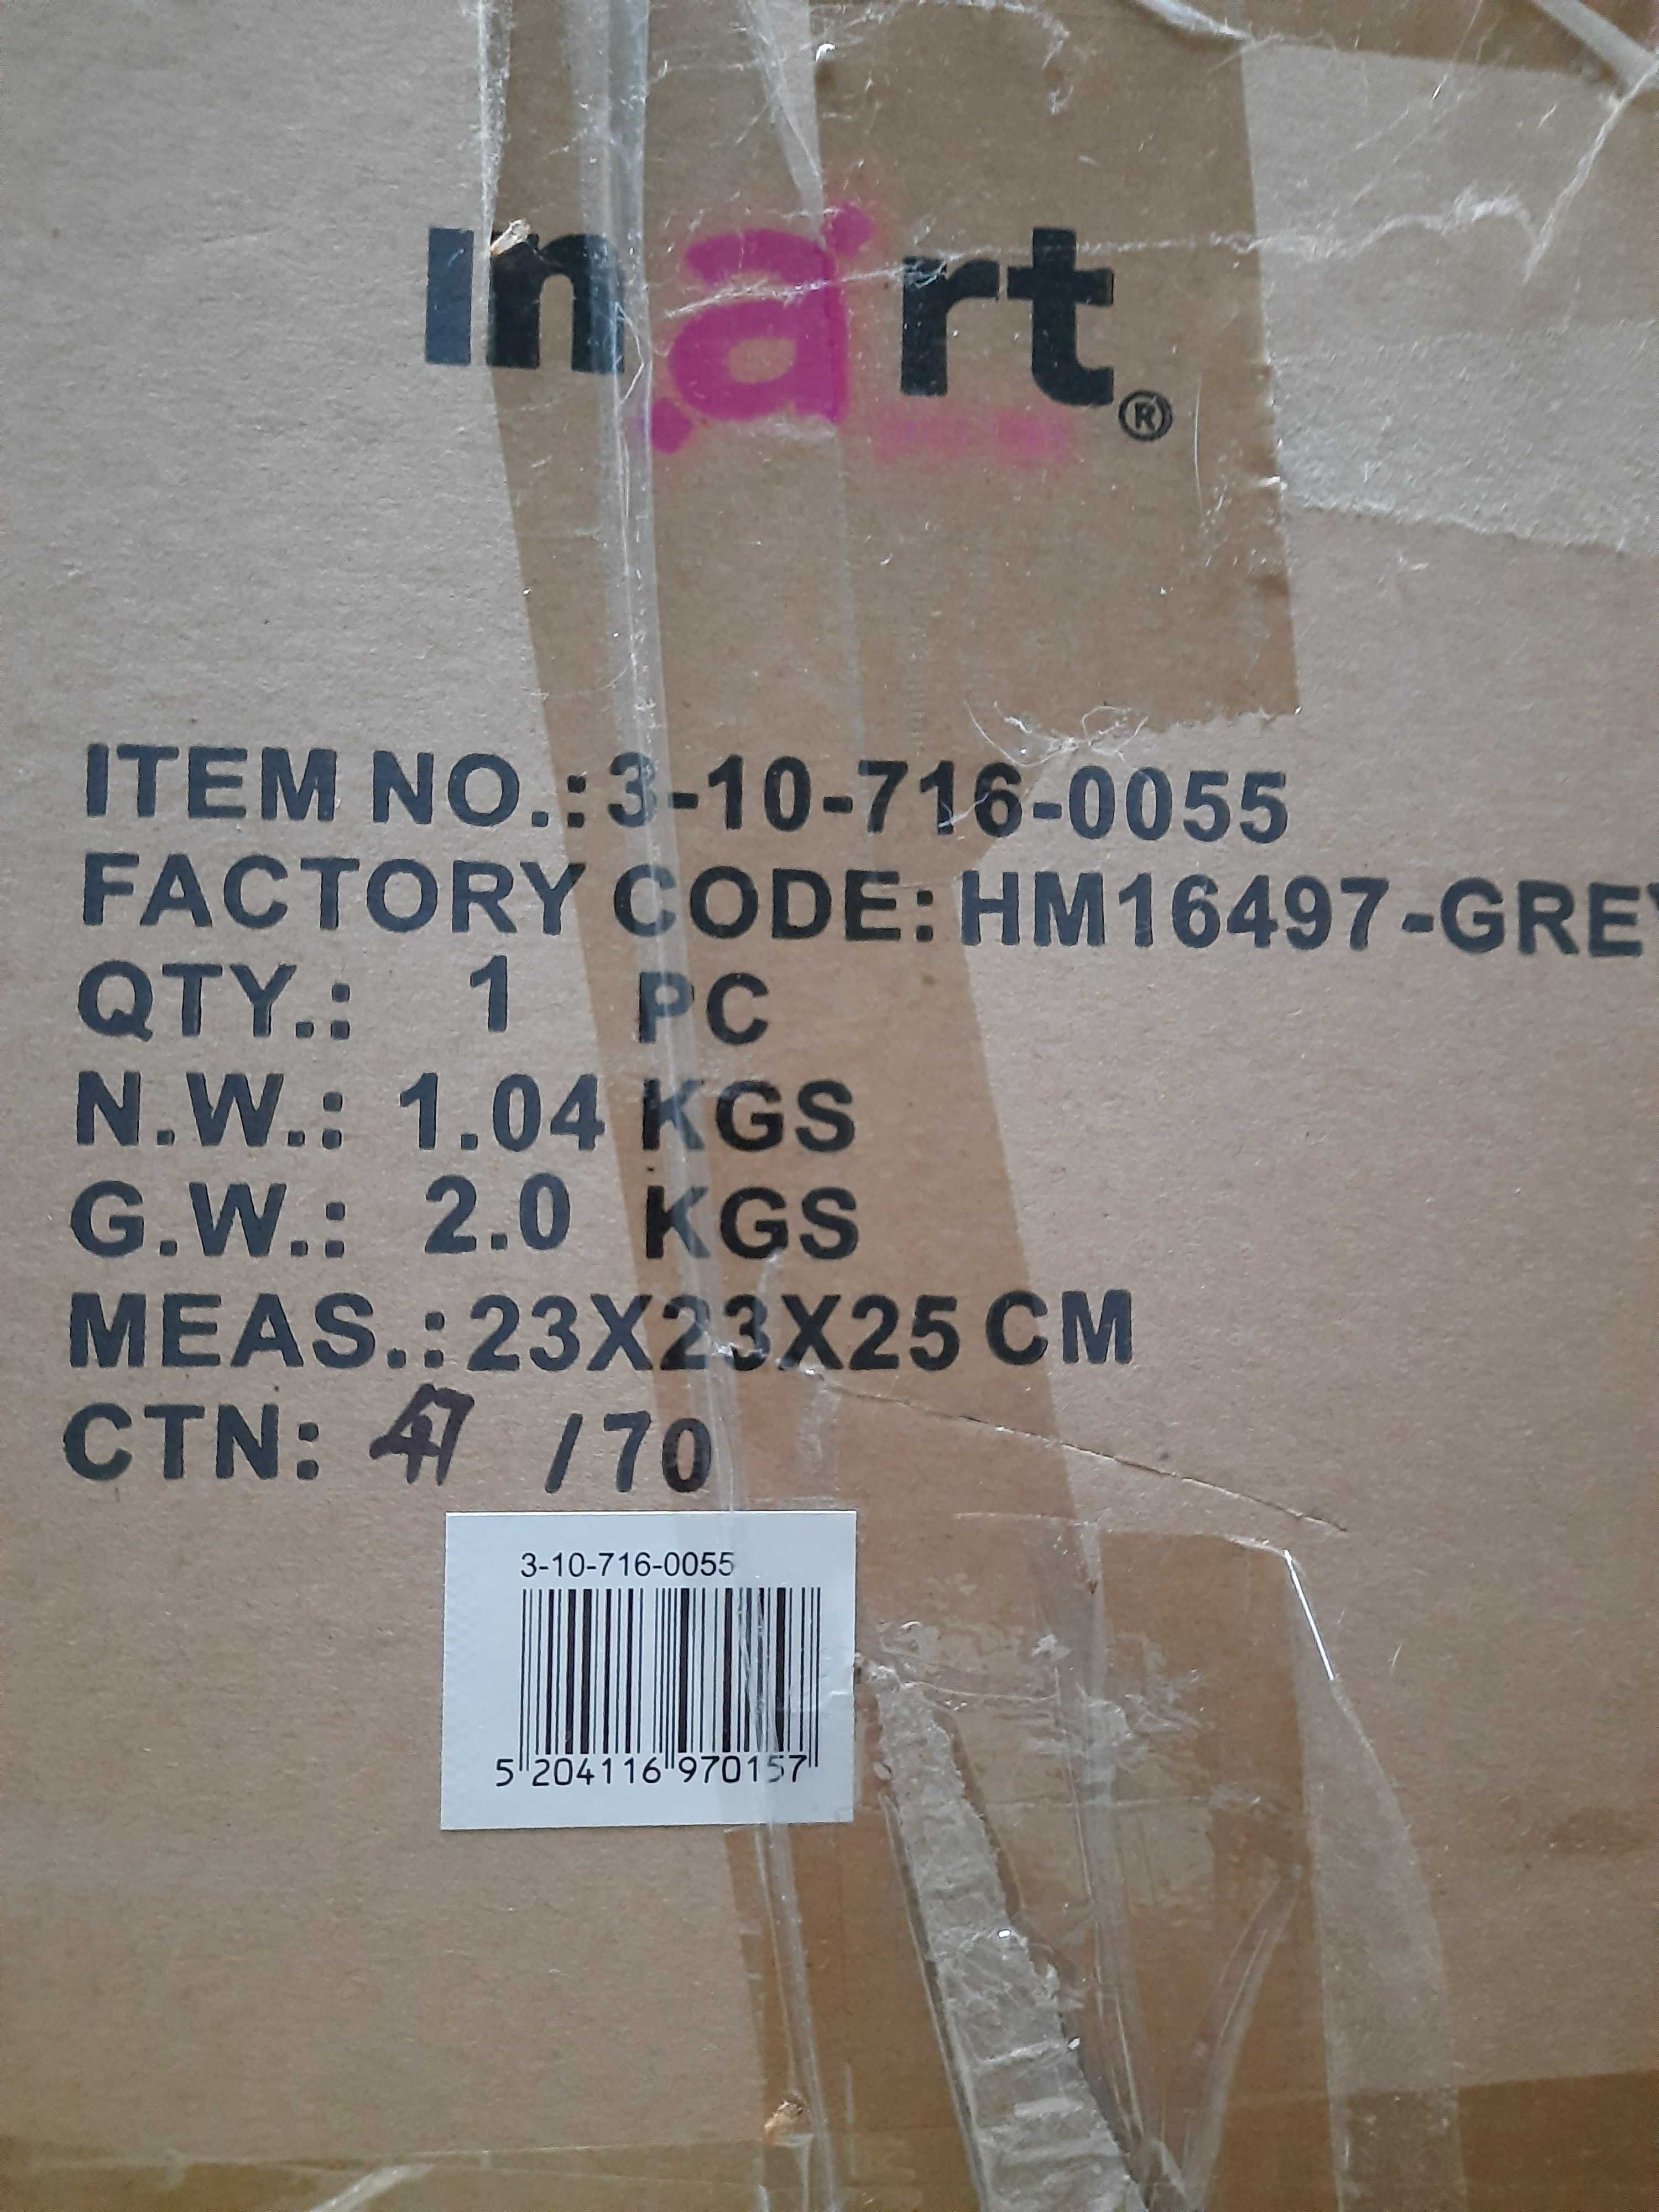 inart®
ITEM NO.: 3-10-716-0055
FACTORY CODE: HM16497-GREY
QTY.: 1 PC
N.W.: 1.04 KGS
G.W.: 2.0 KGS
MEAS.: 23X23X25 CM
CTN: 47 /70
3-10-716-0055
5 204116 970157